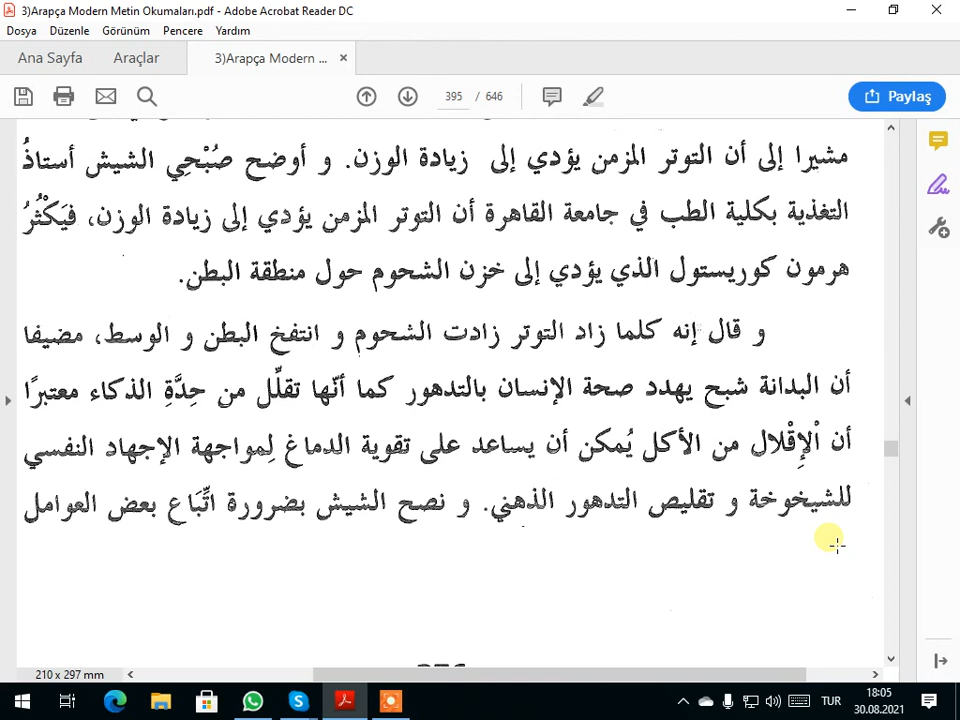 3)Arapça Modern Metin Okumaları.pdf - Adobe Acrobat Reader DC
Dosya Düzenle Görünüm Pencere Yardım
Ana Sayfa Araçlar 3)Arapça Modern ...
395 / 646 Paylaş
مشيرا إلى أن التوتر المزمن يؤدي إلى زيادة الوزن. و أوضح صُبْحِي الشيش أستاذُ
التغذية بكلية الطب في جامعة القاهرة أن التوتر المزمن يؤدي إلى زيادة الوزن، فيَكْثُرُ
هرمون كوريستول الذي يؤدي إلى خزن الشحوم حول منطقة البطن.
و قال إنه كلما زاد التوتر زادت الشحوم و انتفخ البطن و الوسط، مضيفا
أن البدانة شبح يهدد صحة الإنسان بالتدهور كما أنّها تقلّل من حِدَّةِ الذكاء معتبرًا
أن اْلإِقْلال من الأكل يُمكن أن يساعد على تقوية الدماغ لِمواجهة الإجهاد النفسي
للشيخوخة و تقليص التدهور الذهني. و نصح الشيش بضرورة اتِّبَاع بعض العوامل
210 x 297 mm
TUR 18:05
30.08.2021